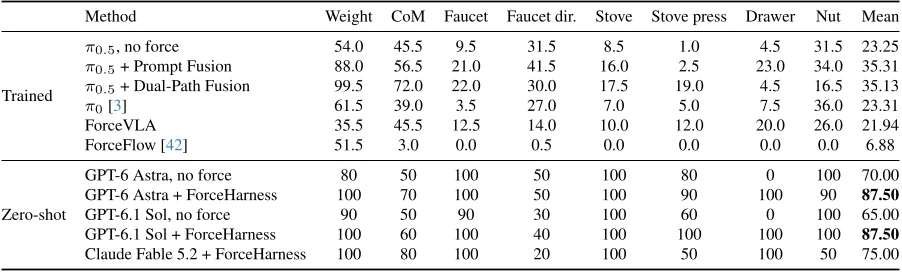 Method Weight CoM Faucet Faucet dir. Stove Stove press Drawer Nut Mean
Trained
π0.5, no force 54.0 45.5 9.5 31.5 8.5 1.0 4.5 31.5 23.25
π0.5 + Prompt Fusion 88.0 56.5 21.0 41.5 16.0 2.5 23.0 34.0 35.31
π0.5 + Dual-Path Fusion 99.5 72.0 22.0 30.0 17.5 19.0 4.5 16.5 35.13
π0 [3] 61.5 39.0 3.5 27.0 7.0 5.0 7.5 36.0 23.31
ForceVLA 35.5 45.5 12.5 14.0 10.0 12.0 20.0 26.0 21.94
ForceFlow [42] 51.5 3.0 0.0 0.5 0.0 0.0 0.0 0.0 6.88
Zero-shot
GPT-6 Astra, no force 80 50 100 50 100 80 0 100 70.00
GPT-6 Astra + ForceHarness 100 70 100 50 100 90 100 90 87.50
GPT-6.1 Sol, no force 90 50 90 30 100 60 0 100 65.00
GPT-6.1 Sol + ForceHarness 100 60 100 40 100 100 100 100 87.50
Claude Fable 5.2 + ForceHarness 100 80 100 20 100 50 100 50 75.00